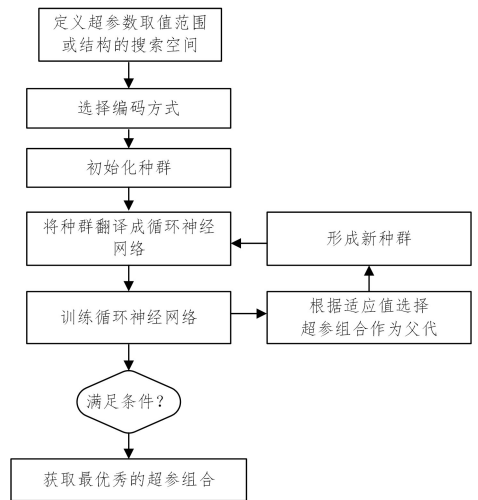 定义超参数取值范围
或结构的搜索空间
选择编码方式
初始化种群
将种群翻译成循环神经
网络
形成新种群
训练循环神经网络
根据适应值选择
超参组合作为父代
满足条件？
获取最优秀的超参组合